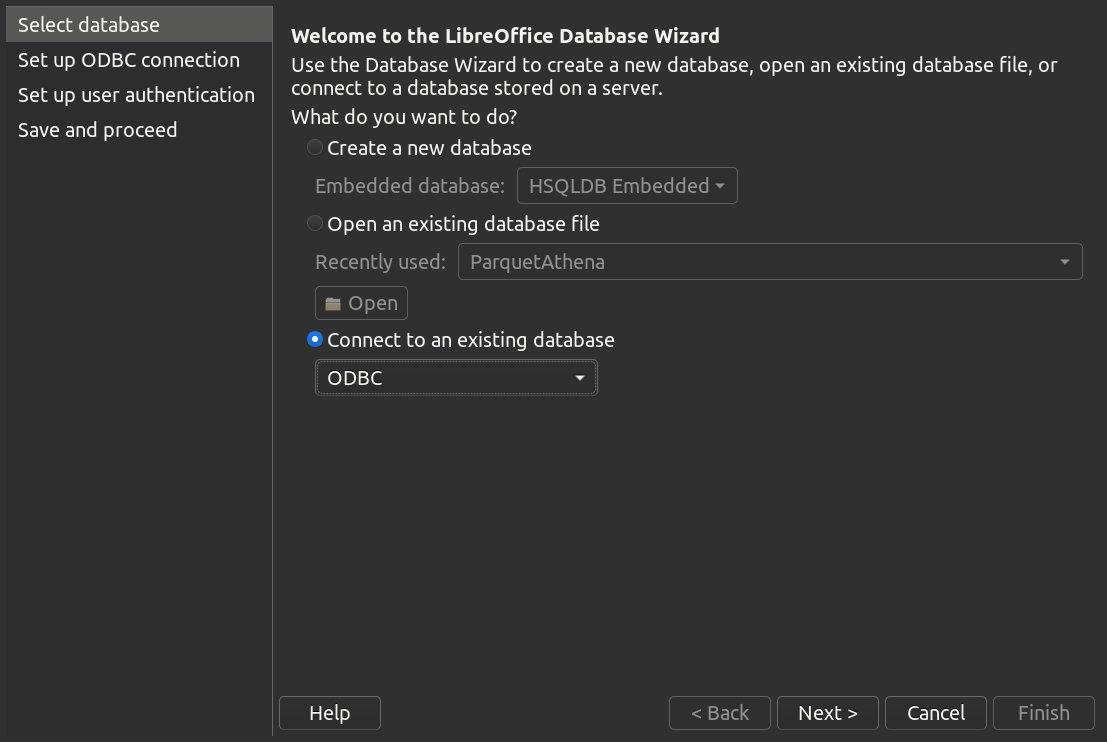 Select database
Set up ODBC connection
Set up user authentication
Save and proceed
Welcome to the LibreOffice Database Wizard
Use the Database Wizard to create a new database, open an existing database file, or
connect to a database stored on a server.
What do you want to do?
Create a new database
Embedded database: HSQLDB Embedded
Open an existing database file
Recently used: ParquetAthena
Open
Connect to an existing database
ODBC
Help < Back Next > Cancel Finish